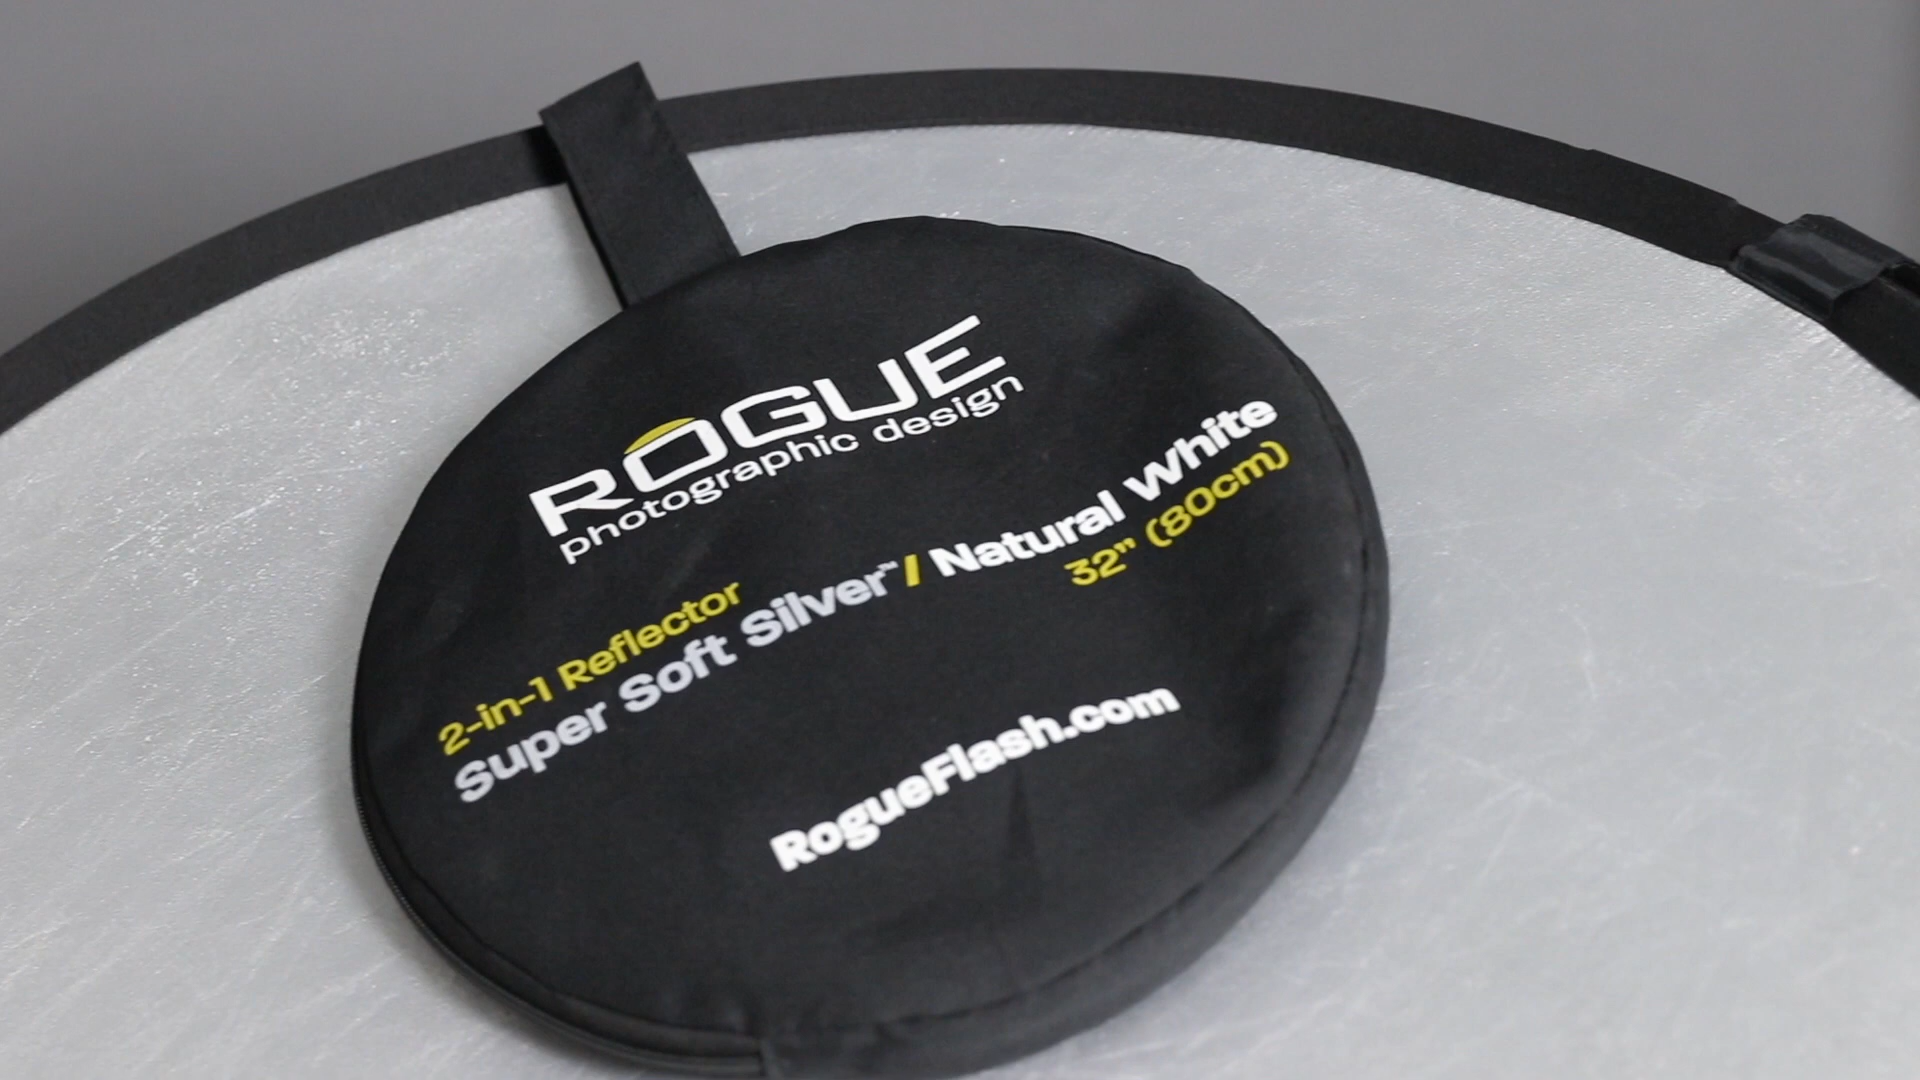 ROGUE
photographic design
2-in-1 Reflector
Super Soft Silver™ / Natural White
32” (80cm)
RogueFlash.com